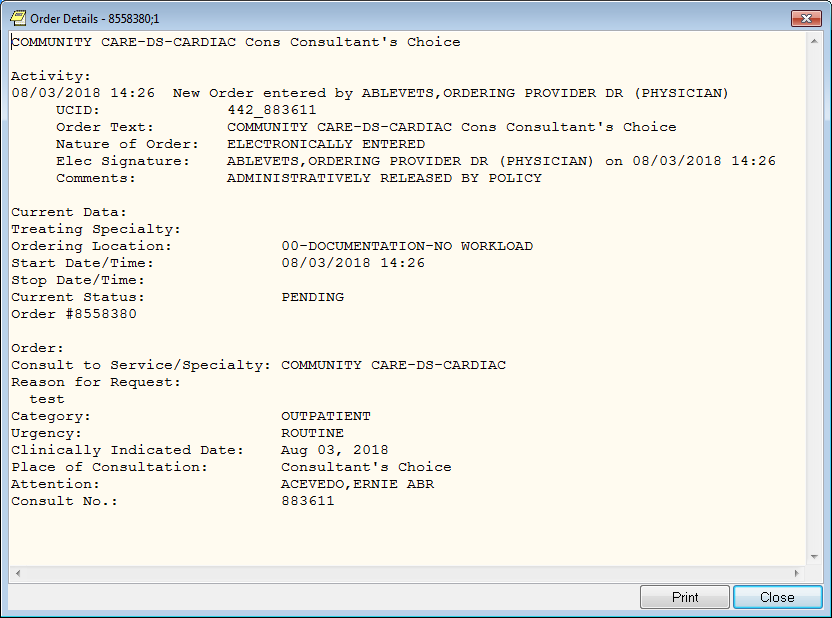 Order Details - 8558380;1
COMMUNITY CARE-DS-CARDIAC Cons Consultant's Choice
Activity:
08/03/2018 14:26  New Order entered by ABLEVETS,ORDERING PROVIDER DR (PHYSICIAN)
UCID: 442_883611
Order Text: COMMUNITY CARE-DS-CARDIAC Cons Consultant's Choice
Nature of Order: ELECTRONICALLY ENTERED
Elec Signature: ABLEVETS,ORDERING PROVIDER DR (PHYSICIAN) on 08/03/2018 14:26
Comments: ADMINISTRATIVELY RELEASED BY POLICY
Current Data:
Treating Specialty:
Ordering Location: 00-DOCUMENTATION-NO WORKLOAD
Start Date/Time: 08/03/2018 14:26
Stop Date/Time:
Current Status: PENDING
Order #8558380
Order:
Consult to Service/Specialty: COMMUNITY CARE-DS-CARDIAC
Reason for Request:
test
Category: OUTPATIENT
Urgency: ROUTINE
Clinically Indicated Date: Aug 03, 2018
Place of Consultation: Consultant's Choice
Attention: ACEVEDO,ERNIE ABR
Consult No.: 883611
Print Close